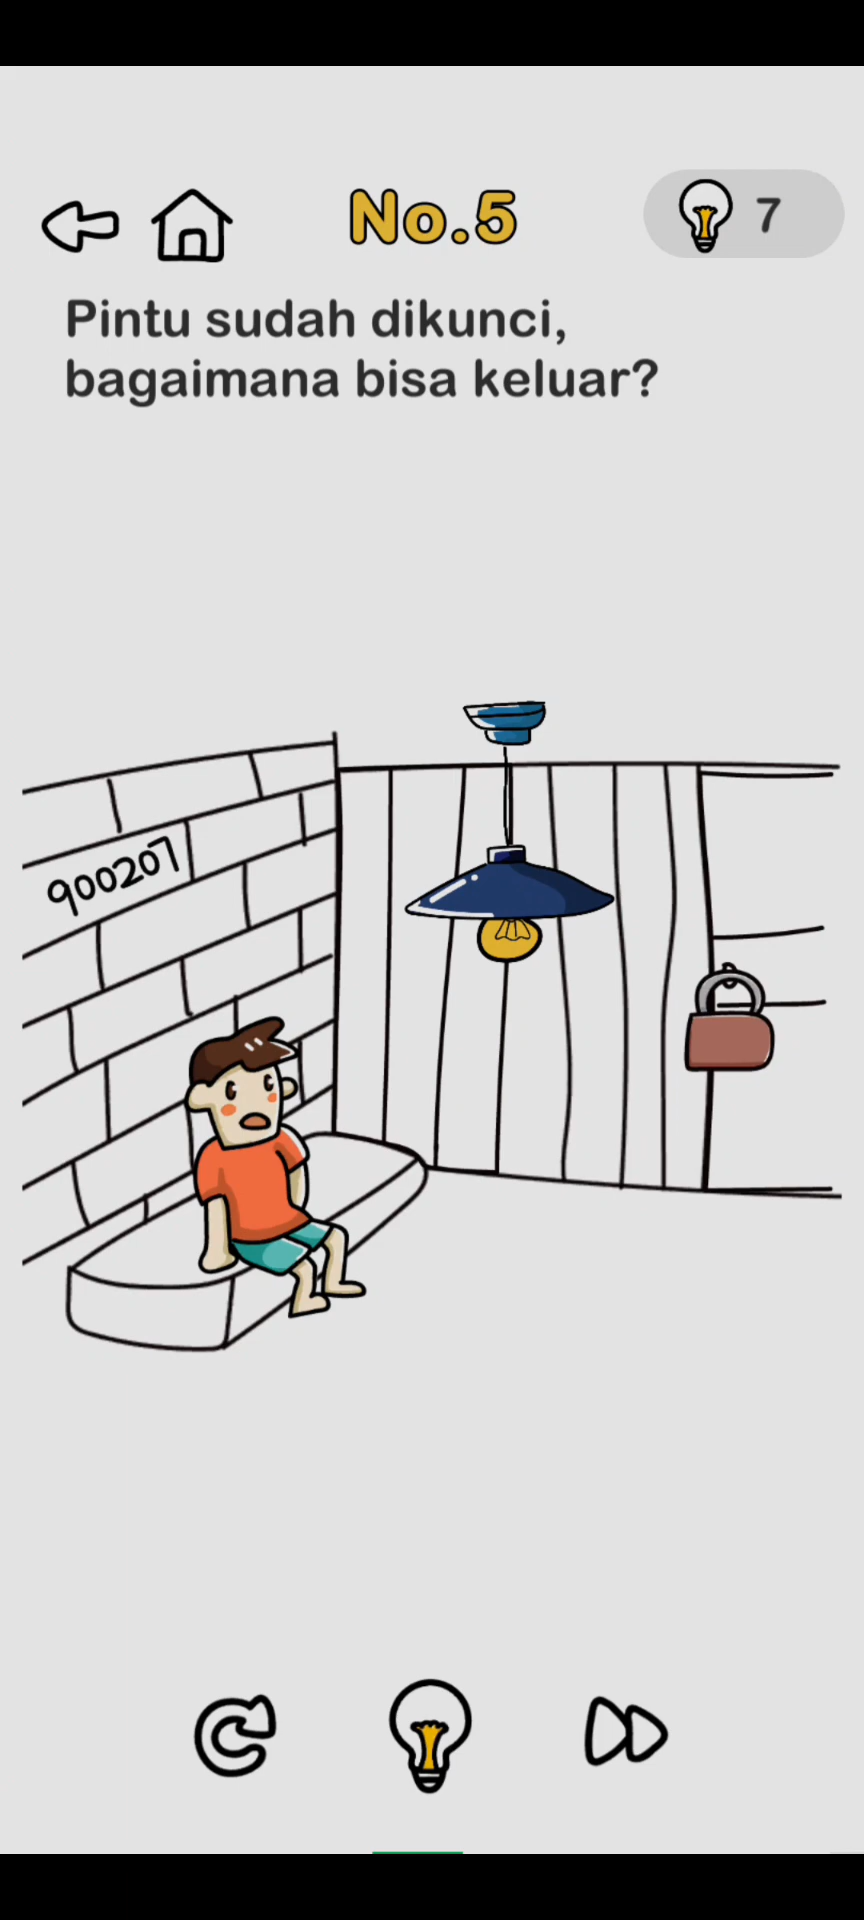 No.5
7
Pintu sudah dikunci,
bagaimana bisa keluar?
900207